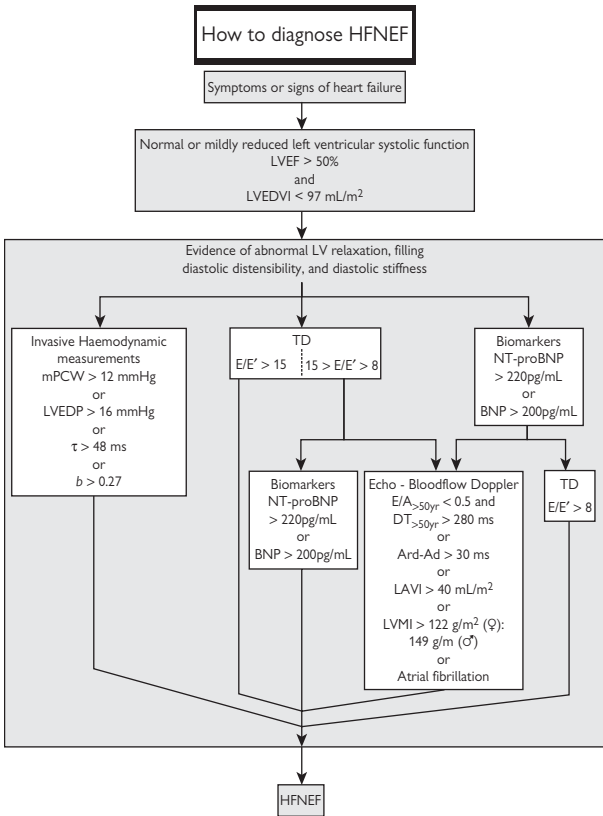 How to diagnose HFNEF
Symptoms or signs of heart failure
Normal or mildly reduced left ventricular systolic function
LVEF > 50%
and
LVEDVI < 97 mL/m²
Evidence of abnormal LV relaxation, filling
diastolic distensibility, and diastolic stiffness
Invasive Haemodynamic
measurements
mPCW > 12 mmHg
or
LVEDP > 16 mmHg
or
τ > 48 ms
or
b > 0.27
TD
E/E′ > 15 15 > E/E′ > 8
Biomarkers
NT-proBNP
> 220pg/mL
or
BNP > 200pg/mL
Biomarkers
NT-proBNP
> 220pg/mL
or
BNP > 200pg/mL
Echo - Bloodflow Doppler
E/A>50yr < 0.5 and
DT>50yr > 280 ms
or
Ard-Ad > 30 ms
or
LAVI > 40 mL/m²
or
LVMI > 122 g/m² (♀):
149 g/m (♂)
or
Atrial fibrillation
TD
E/E′ > 8
HFNEF